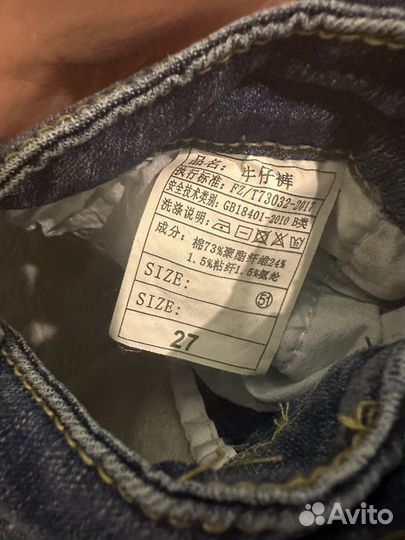 品名: 牛仔裤
执行标准: FZ/T73032-2017
安全技术类别: GB18401-2010 B类
洗涤说明:
成分: 棉73%聚酯纤维24%
1.5%粘纤1.5%氨纶
SIZE: 51
SIZE:
27
Avito